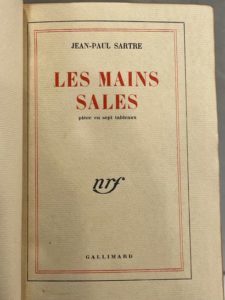 JEAN-PAUL SARTRE
LES MAINS
SALES
pièce en sept tableaux
nrf
GALLIMARD